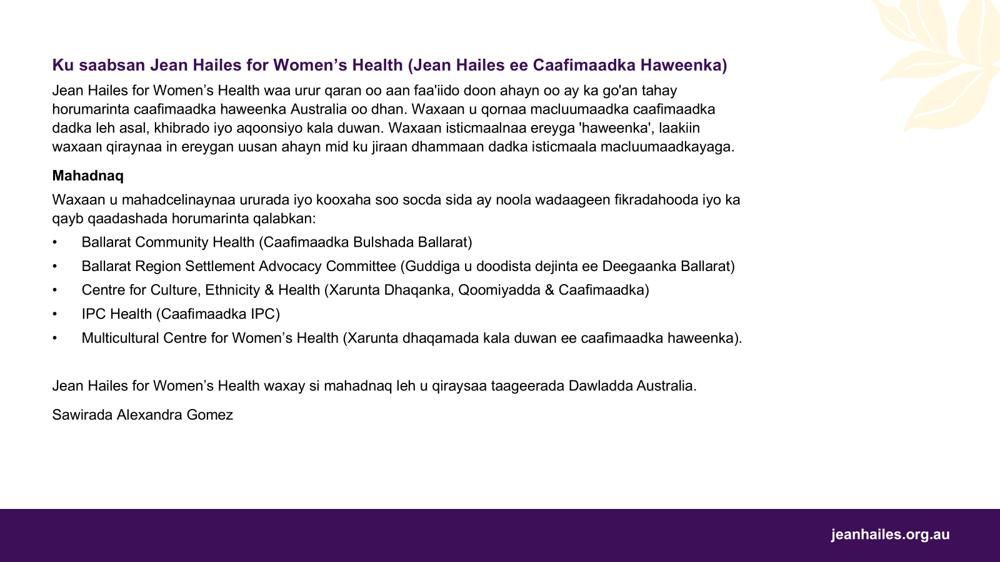 Ku saabsan Jean Hailes for Women’s Health (Jean Hailes ee Caafimaadka Haweenka)
Jean Hailes for Women’s Health waa urur qaran oo aan faa'iido doon ahayn oo ay ka go'an tahay
horumarinta caafimaadka haweenka Australia oo dhan. Waxaan u qornaa macluumaadka caafimaadka
dadka leh asal, khibrado iyo aqoonsiyo kala duwan. Waxaan isticmaalnaa ereyga 'haweenka', laakiin
waxaan qiraynaa in ereygan uusan ahayn mid ku jiraan dhammaan dadka isticmaala macluumaadkayaga.
Mahadnaq
Waxaan u mahadcelinaynaa ururada iyo kooxaha soo socda sida ay noola wadaageen fikradahooda iyo ka
qayb qaadashada horumarinta qalabkan:
• Ballarat Community Health (Caafimaadka Bulshada Ballarat)
• Ballarat Region Settlement Advocacy Committee (Guddiga u doodista dejinta ee Deegaanka Ballarat)
• Centre for Culture, Ethnicity & Health (Xarunta Dhaqanka, Qoomiyadda & Caafimaadka)
• IPC Health (Caafimaadka IPC)
• Multicultural Centre for Women’s Health (Xarunta dhaqamada kala duwan ee caafimaadka haweenka).
Jean Hailes for Women’s Health waxay si mahadnaq leh u qiraysaa taageerada Dawladda Australia.
Sawirada Alexandra Gomez
jeanhailes.org.au